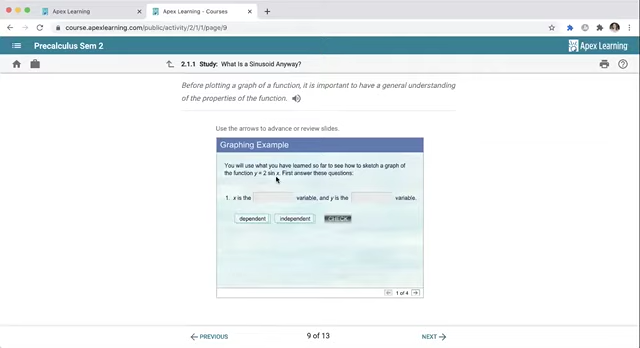 Apex Learning
Apex Learning - Courses
course.apexlearning.com/public/activity/2/1/1/page/9
Precalculus Sem 2
Apex Learning
2.1.1 Study: What Is a Sinusoid Anyway?
Before plotting a graph of a function, it is important to have a general understanding
of the properties of the function.
Use the arrows to advance or review slides.
Graphing Example
You will use what you have learned so far to see how to sketch a graph of
the function y = 2 sin x. First answer these questions:
1. x is the variable, and y is the variable.
dependent independent CHECK
1 of 4
PREVIOUS 9 of 13 NEXT